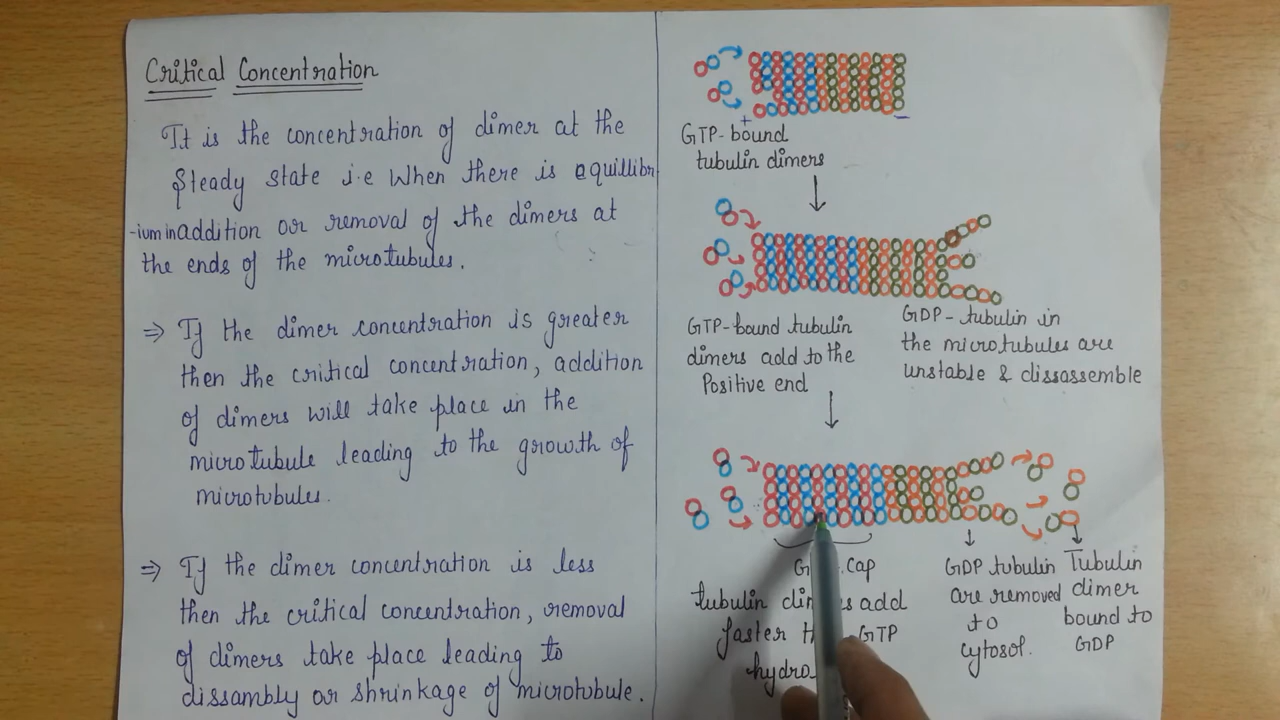 Critical Concentration
It is the concentration of dimer at the
steady state i.e When there is equillibr
-ium in addition or removal of the dimers at
the ends of the microtubules.
⇒ If the dimer concentration is greater
then the critical concentration, addition
of dimers will take place in the
microtubule leading to the growth of
microtubules.
⇒ If the dimer concentration is less
then the critical concentration, removal
of dimers take place leading to
dissambly or shrinkage of microtubule.
+
−
GTP-bound
tubulin dimers
GTP-bound tubulin
dimers add to the
Positive end
GDP-tubulin in
the microtubules are
unstable & dissassemble
Cap
tubulin add
faster GTP
GDP tubulin
are removed
to
cytosol.
Tubulin
dimer
bound to
GDP